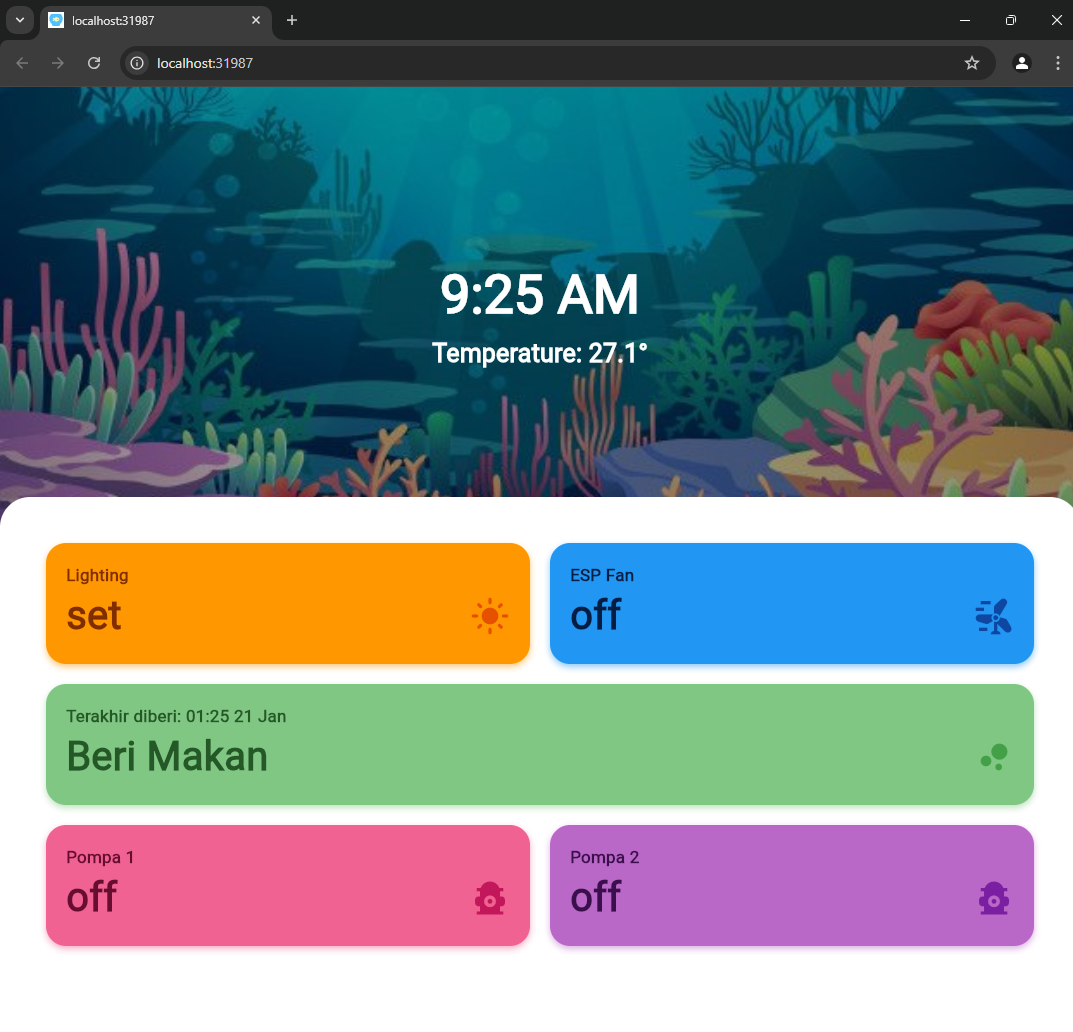 localhost:31987
localhost:31987
9:25 AM
Temperature: 27.1°
Lighting
set
ESP Fan
off
Terakhir diberi: 01:25 21 Jan
Beri Makan
Pompa 1
off
Pompa 2
off